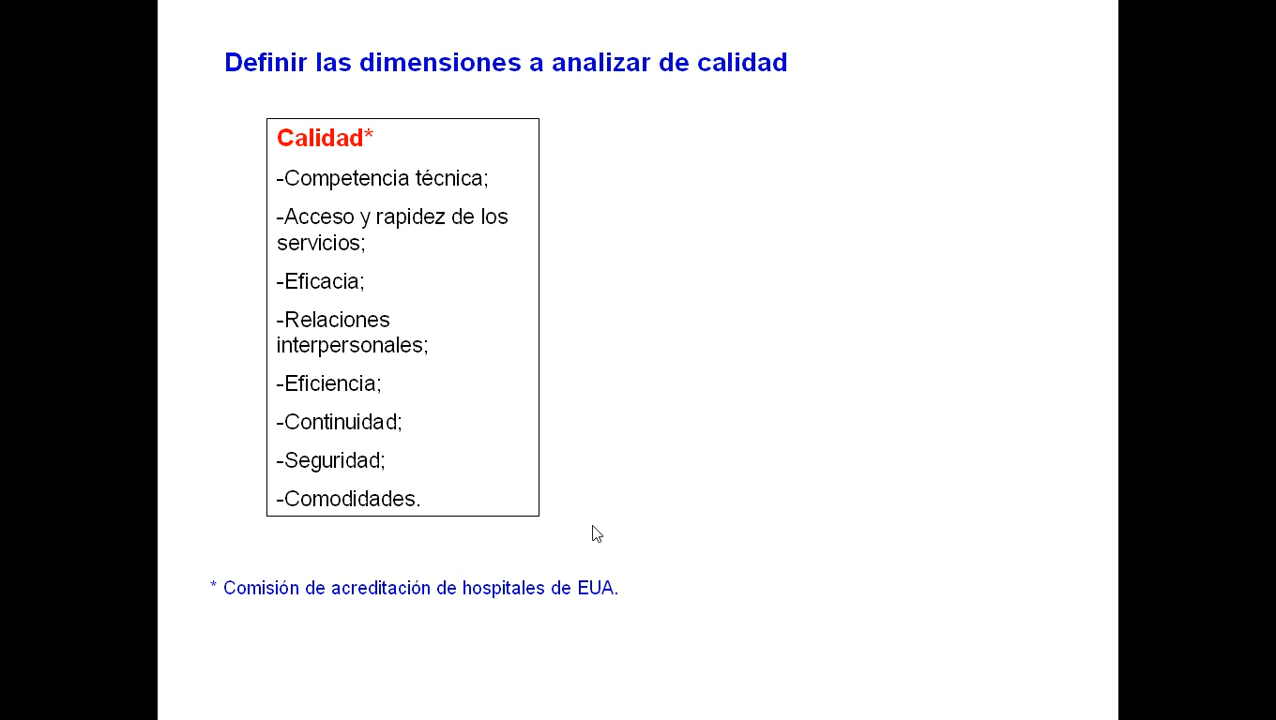 Definir las dimensiones a analizar de calidad
Calidad*
-Competencia técnica;
-Acceso y rapidez de los
servicios;
-Eficacia;
-Relaciones
interpersonales;
-Eficiencia;
-Continuidad;
-Seguridad;
-Comodidades.
* Comisión de acreditación de hospitales de EUA.